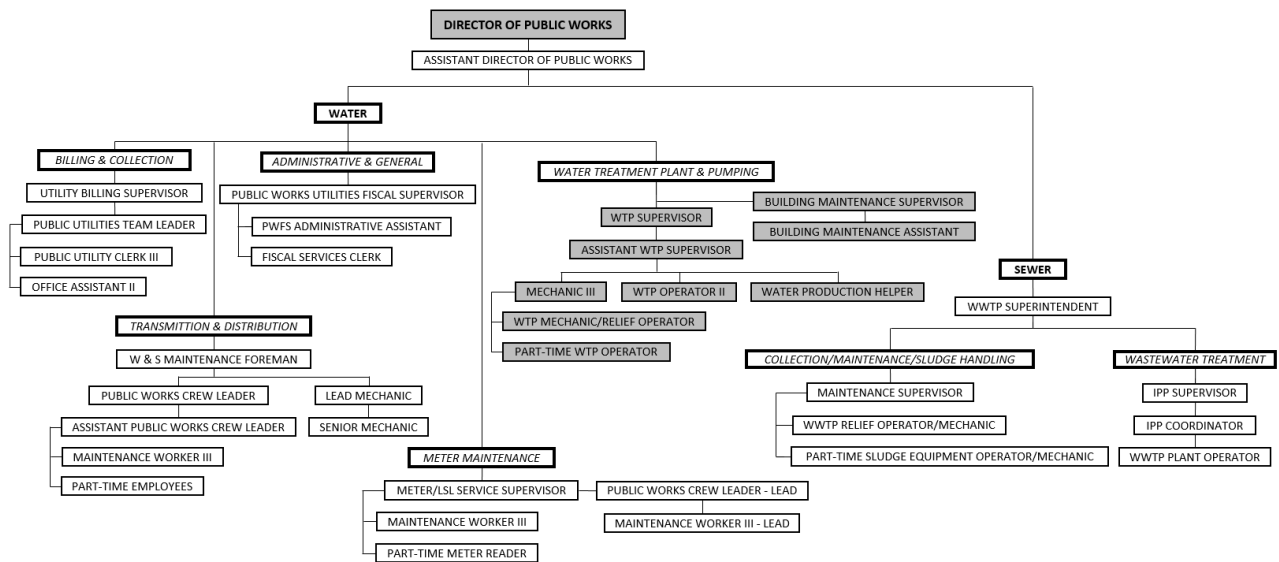 DIRECTOR OF PUBLIC WORKS
ASSISTANT DIRECTOR OF PUBLIC WORKS
WATER
BILLING & COLLECTION
UTILITY BILLING SUPERVISOR
PUBLIC UTILITIES TEAM LEADER
PUBLIC UTILITY CLERK III
OFFICE ASSISTANT II
ADMINISTRATIVE & GENERAL
PUBLIC WORKS UTILITIES FISCAL SUPERVISOR
PWFS ADMINISTRATIVE ASSISTANT
FISCAL SERVICES CLERK
TRANSMITTION & DISTRIBUTION
W & S MAINTENANCE FOREMAN
PUBLIC WORKS CREW LEADER
ASSISTANT PUBLIC WORKS CREW LEADER
MAINTENANCE WORKER III
PART-TIME EMPLOYEES
LEAD MECHANIC
SENIOR MECHANIC
METER MAINTENANCE
METER/LSL SERVICE SUPERVISOR
MAINTENANCE WORKER III
PART-TIME METER READER
PUBLIC WORKS CREW LEADER - LEAD
MAINTENANCE WORKER III - LEAD
WATER TREATMENT PLANT & PUMPING
WTP SUPERVISOR
BUILDING MAINTENANCE SUPERVISOR
BUILDING MAINTENANCE ASSISTANT
ASSISTANT WTP SUPERVISOR
MECHANIC III
WTP OPERATOR II
WATER PRODUCTION HELPER
WTP MECHANIC/RELIEF OPERATOR
PART-TIME WTP OPERATOR
SEWER
WWTP SUPERINTENDENT
COLLECTION/MAINTENANCE/SLUDGE HANDLING
MAINTENANCE SUPERVISOR
WWTP RELIEF OPERATOR/MECHANIC
PART-TIME SLUDGE EQUIPMENT OPERATOR/MECHANIC
WASTEWATER TREATMENT
IPP SUPERVISOR
IPP COORDINATOR
WWTP PLANT OPERATOR